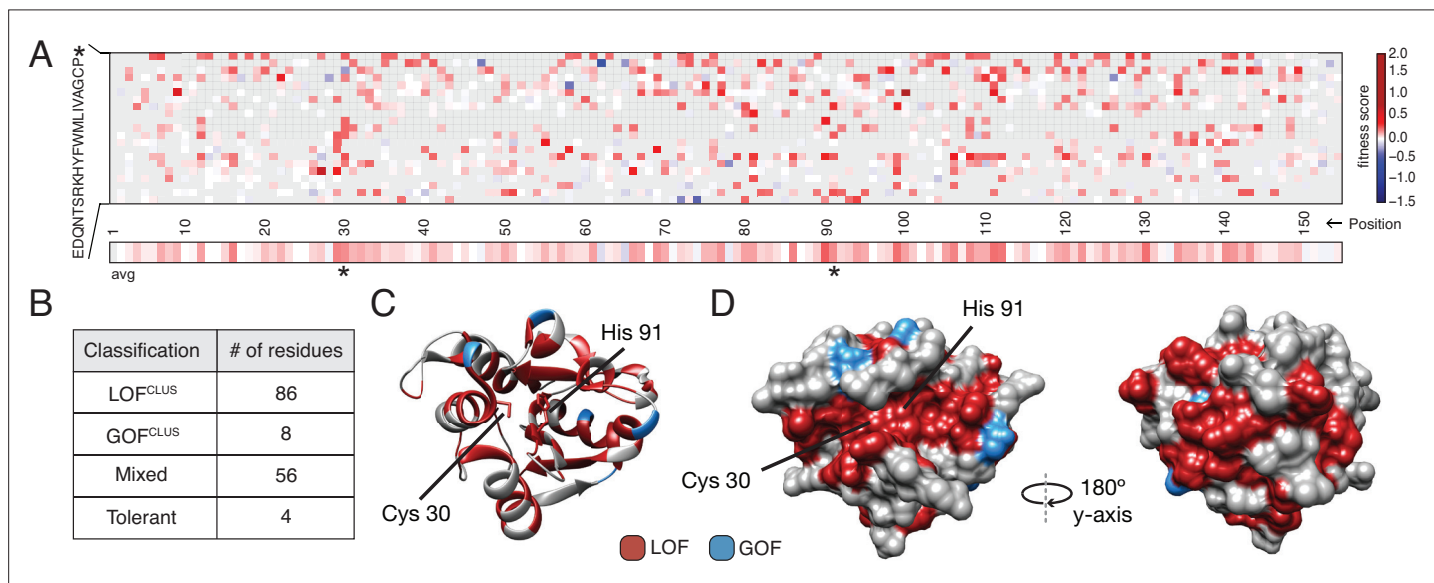 A
EDQNTSRKHYFWMLIVAGCP*
2.0
1.5
1.0
0.5
0.0
−0.5
−1.0
−1.5
fitness score
1 10 20 30 40 50 60 70 80 90 100 110 120 130 140 150
← Position
avg
* *
B
Classification # of residues
LOFCLUS 86
GOFCLUS 8
Mixed 56
Tolerant 4
C
His 91
Cys 30
D
His 91
Cys 30
180º
y-axis
LOF GOF